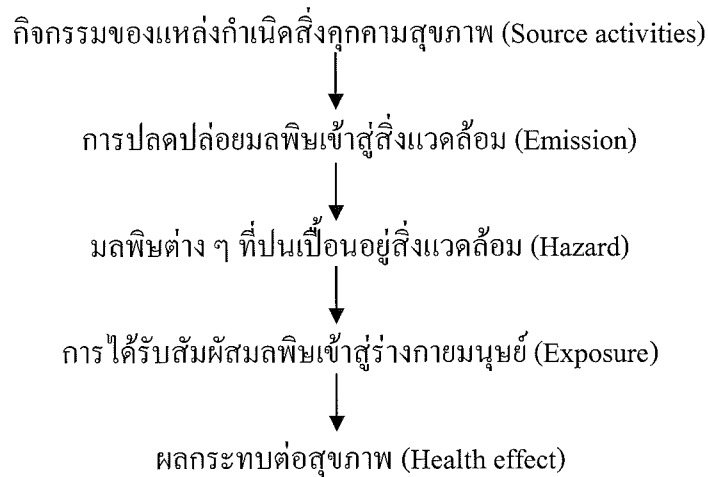 กิจกรรมของแหล่งกำเนิดสิ่งคุกคามสุขภาพ (Source activities)
การปลดปล่อยมลพิษเข้าสู่สิ่งแวดล้อม (Emission)
มลพิษต่าง ๆ ที่ปนเปื้อนอยู่สิ่งแวดล้อม (Hazard)
การได้รับสัมผัสมลพิษเข้าสู่ร่างกายมนุษย์ (Exposure)
ผลกระทบต่อสุขภาพ (Health effect)